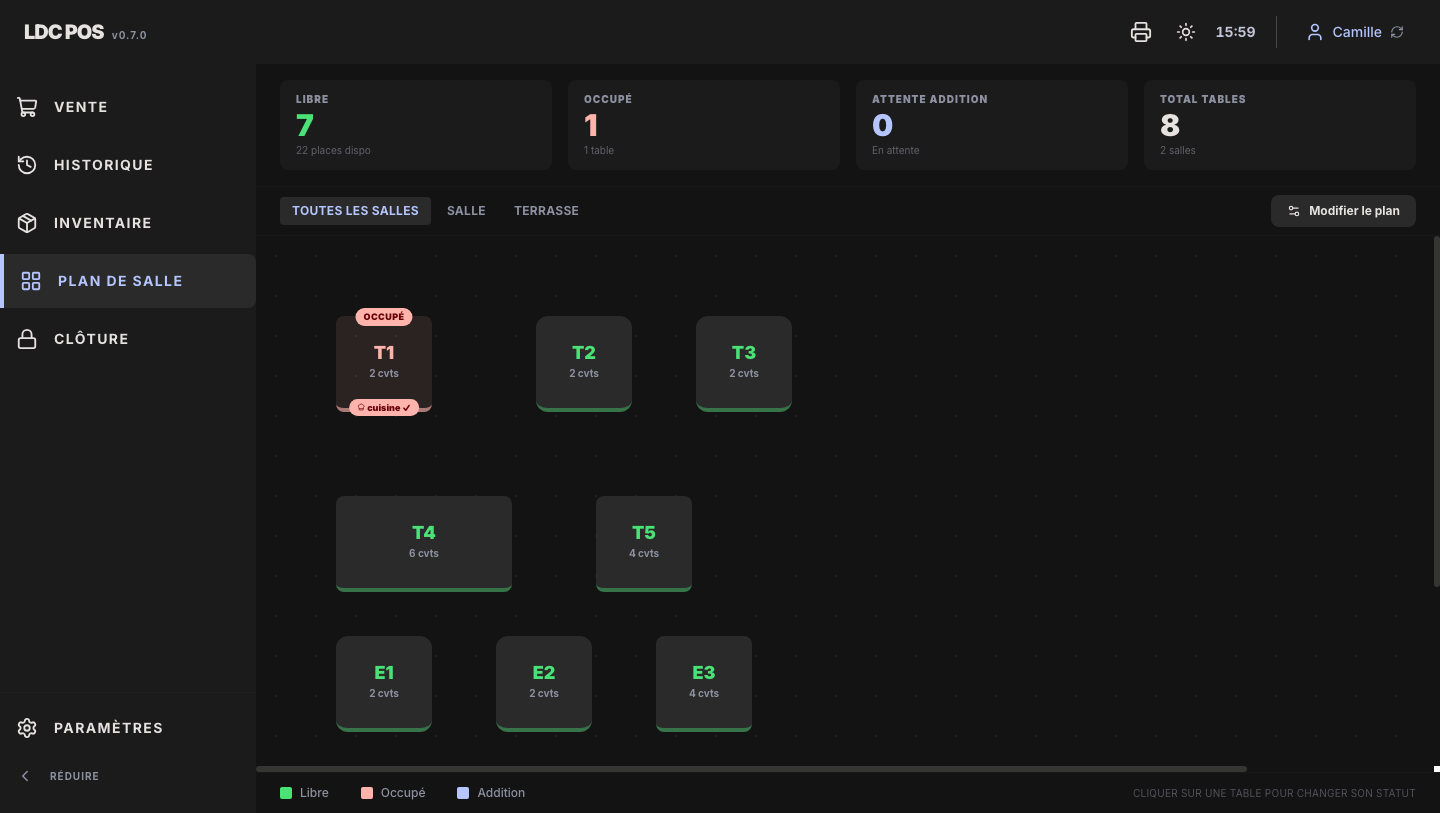 LDC POS v0.7.0
15:59
Camille
VENTE
HISTORIQUE
INVENTAIRE
PLAN DE SALLE
CLÔTURE
PARAMÈTRES
RÉDUIRE
LIBRE
7
22 places dispo
OCCUPÉ
1
1 table
ATTENTE ADDITION
0
En attente
TOTAL TABLES
8
2 salles
TOUTES LES SALLES
SALLE
TERRASSE
Modifier le plan
OCCUPÉ
T1
2 cvts
cuisine ✓
T2
2 cvts
T3
2 cvts
T4
6 cvts
T5
4 cvts
E1
2 cvts
E2
2 cvts
E3
4 cvts
Libre
Occupé
Addition
CLIQUER SUR UNE TABLE POUR CHANGER SON STATUT